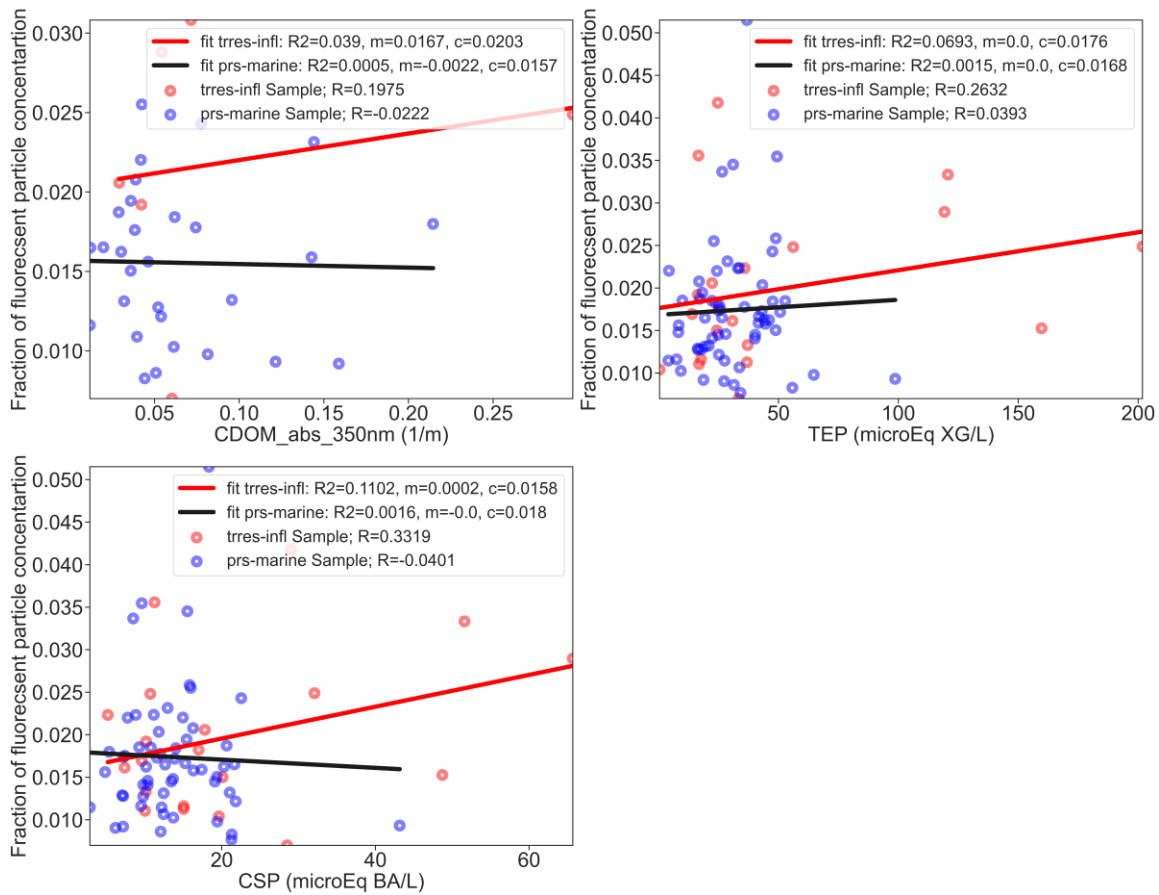 Fraction of fluorecsent particle concentartion
0.030
0.025
0.020
0.015
0.010
fit trres-infl: R2=0.039, m=0.0167, c=0.0203
fit prs-marine: R2=0.0005, m=-0.0022, c=0.0157
trres-infl Sample; R=0.1975
prs-marine Sample; R=-0.0222
0.05 0.10 0.15 0.20 0.25
CDOM_abs_350nm (1/m)
Fraction of fluorecsent particle concentartion
0.050
0.045
0.040
0.035
0.030
0.025
0.020
0.015
0.010
fit trres-infl: R2=0.0693, m=0.0, c=0.0176
fit prs-marine: R2=0.0015, m=0.0, c=0.0168
trres-infl Sample; R=0.2632
prs-marine Sample; R=0.0393
50 100 150 200
TEP (microEq XG/L)
Fraction of fluorecsent particle concentartion
0.050
0.045
0.040
0.035
0.030
0.025
0.020
0.015
0.010
fit trres-infl: R2=0.1102, m=0.0002, c=0.0158
fit prs-marine: R2=0.0016, m=-0.0, c=0.018
trres-infl Sample; R=0.3319
prs-marine Sample; R=-0.0401
20 40 60
CSP (microEq BA/L)